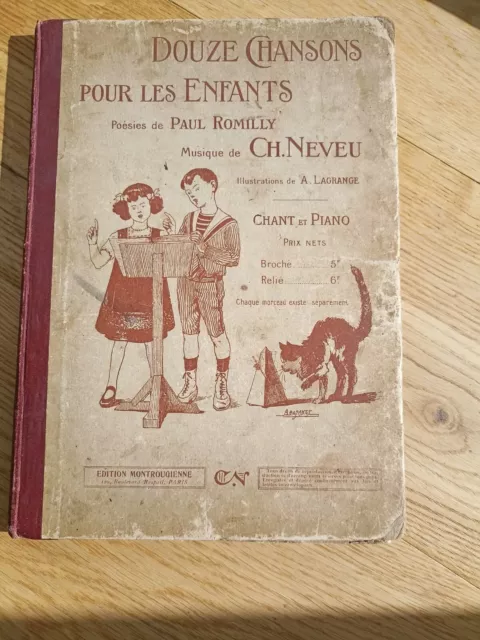 DOUZE CHANSONS
POUR LES ENFANTS
Poésies de PAUL ROMILLY
Musique de CH. NEVEU
Illustrations de A. LAGRANGE
CHANT ET PIANO
PRIX NETS
Broché 5F
Relié 6F
Chaque morceau existe séparément.
EDITION MONTROUGIENNE
PARIS
CN